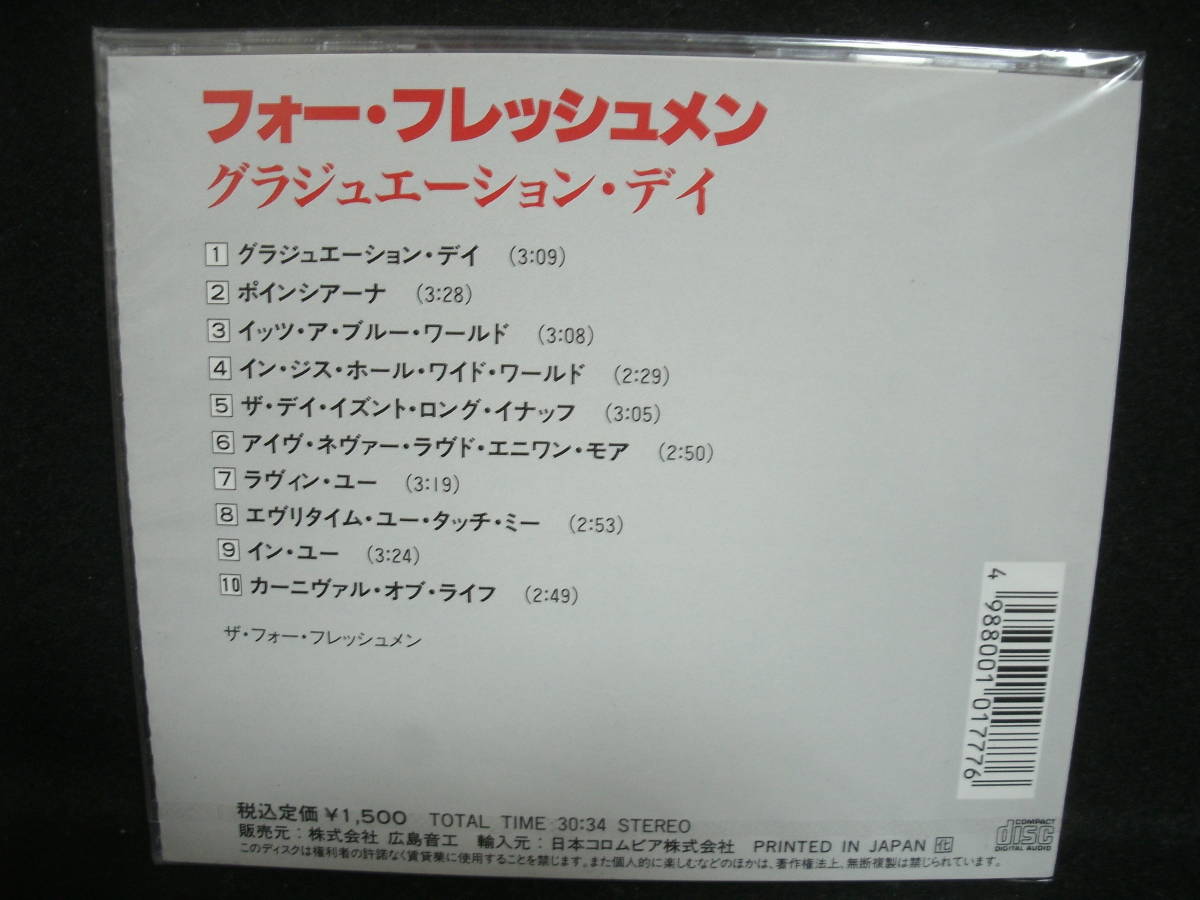 フォー・フレッシュメン
グラジュエーション・デイ
1 グラジュエーション・デイ (3:09)
2 ポインシアーナ (3:28)
3 イッツ・ア・ブルー・ワールド (3:08)
4 イン・ジス・ホール・ワイド・ワールド (2:29)
5 ザ・デイ・イズント・ロング・イナッフ (3:05)
6 アイヴ・ネヴァー・ラヴド・エニワン・モア (2:50)
7 ラヴィン・ユー (3:19)
8 エヴリタイム・ユー・タッチ・ミー (2:53)
9 イン・ユー (3:24)
10 カーニヴァル・オブ・ライフ (2:49)
ザ・フォー・フレッシュメン
4 988001 017776
税込定価 ¥1,500 TOTAL TIME 30:34 STEREO
販売元:株式会社 広島音工 輸入元:日本コロムビア株式会社 PRINTED IN JAPAN 化
このディスクは権利者の許諾なく賃貸業に使用することを禁じます。また個人的に楽しむなどのほかは、著作権法上、無断複製は禁じられています。
COMPACT
disc
DIGITAL AUDIO